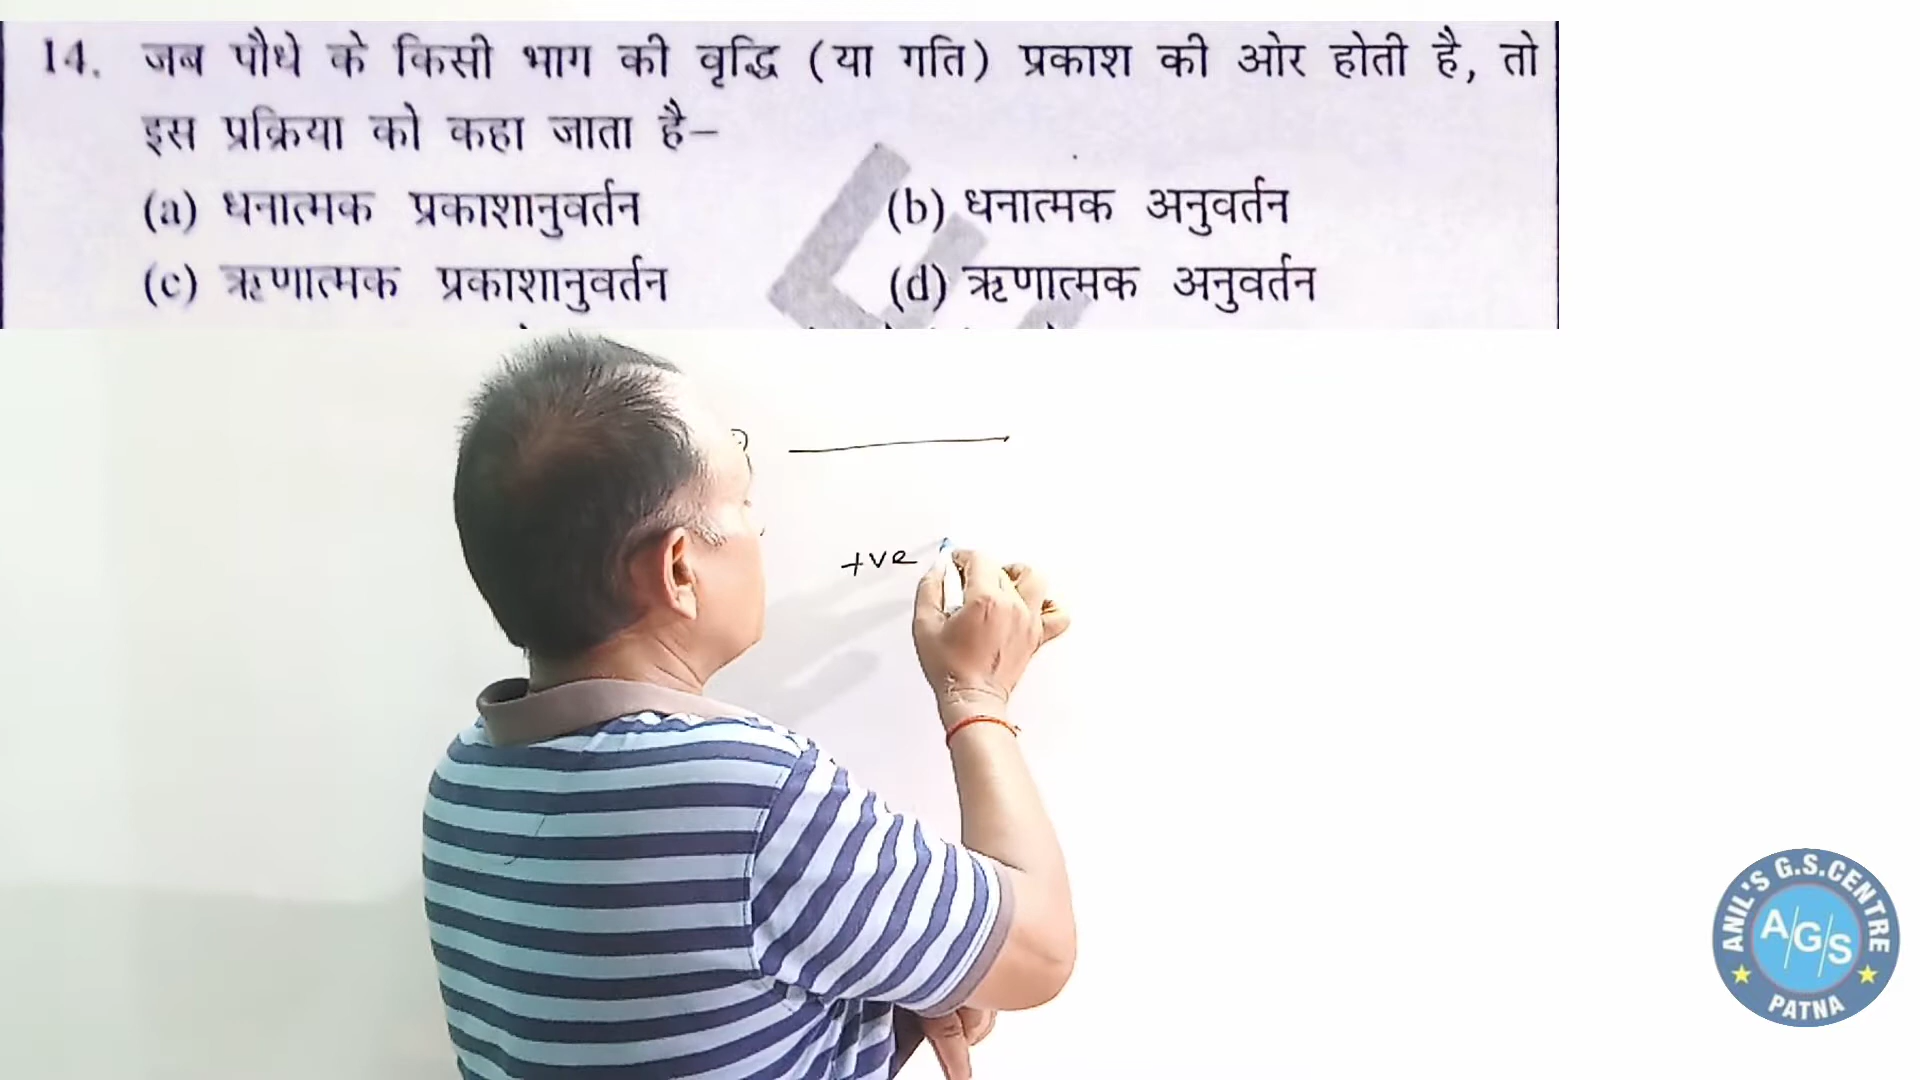 14. जब पौधे के किसी भाग की वृद्धि (या गति) प्रकाश की ओर होती है, तो
इस प्रक्रिया को कहा जाता है–
(a) धनात्मक प्रकाशानुवर्तन (b) धनात्मक अनुवर्तन
(c) ऋणात्मक प्रकाशानुवर्तन (d) ऋणात्मक अनुवर्तन
+ve
ANIL'S G.S.CENTRE
A/G/S
PATNA